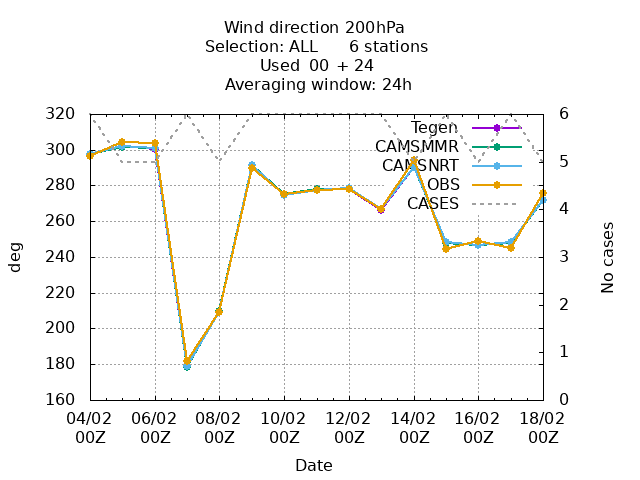 Wind direction 200hPa
Selection: ALL 6 stations
Used 00 + 24
Averaging window: 24h
320
300
280
260
240
220
200
180
160
deg
6
5
4
3
2
1
0
No cases
Tegen
CAMSMMR
CAMSNRT
OBS
CASES
04/02 06/02 08/02 10/02 12/02 14/02 16/02 18/02
00Z 00Z 00Z 00Z 00Z 00Z 00Z 00Z
Date